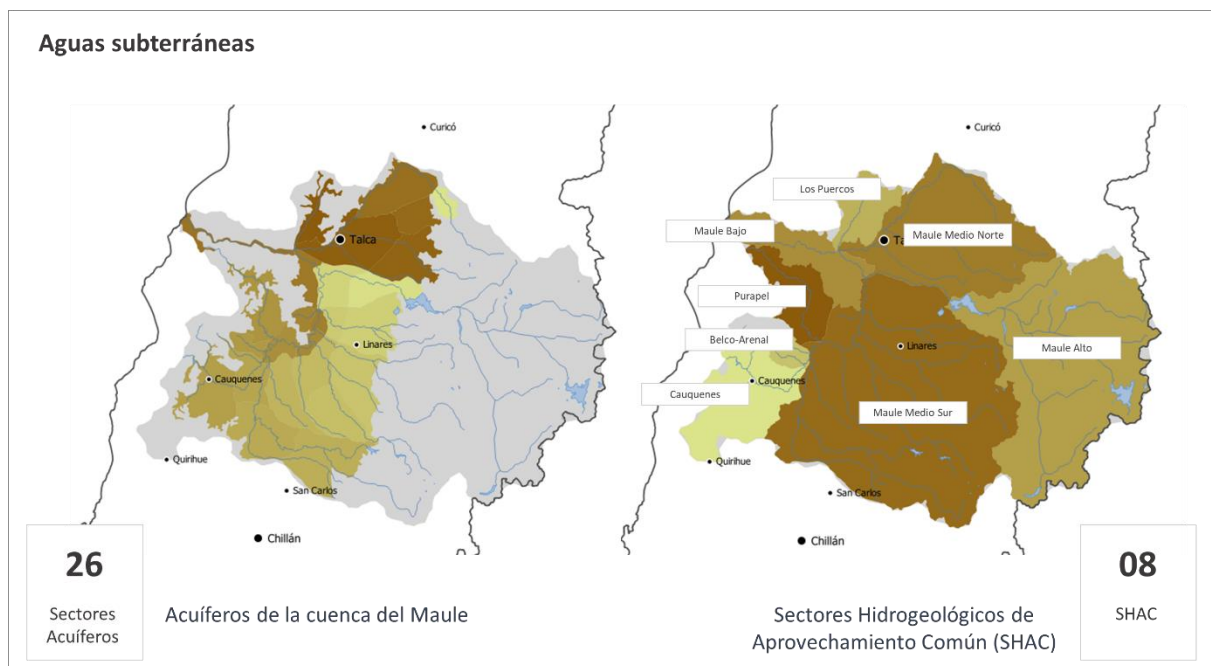 Aguas subterráneas
Curicó
Talca
Linares
Cauquenes
Quirihue
San Carlos
Chillán
26
Sectores
Acuíferos
Acuíferos de la cuenca del Maule
Curicó
Los Puercos
Maule Bajo
Maule Medio Norte
Purapel
Belco-Arenal
Linares
Maule Alto
Cauquenes
Cauquenes
Maule Medio Sur
Quirihue
San Carlos
Chillán
Sectores Hidrogeológicos de
Aprovechamiento Común (SHAC)
08
SHAC